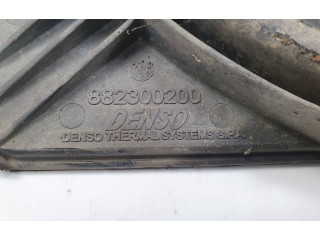 882300200
DENSO
DENSO THERMAL SYSTEMS S.P.A.